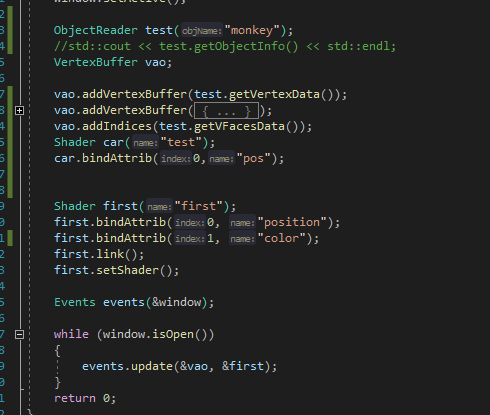 window.setActive();
ObjectReader test(objName:"monkey");
//std::cout << test.getObjectInfo() << std::endl;
VertexBuffer vao;
vao.addVertexBuffer(test.getVertexData());
vao.addVertexBuffer({ ... });
vao.addIndices(test.getVFacesData());
Shader car(name:"test");
car.bindAttrib(index:0,name:"pos");
Shader first(name:"first");
first.bindAttrib(index:0, name:"position");
first.bindAttrib(index:1, name:"color");
first.link();
first.setShader();
Events events(&window);
while (window.isOpen())
{
events.update(&vao, &first);
}
return 0;
}